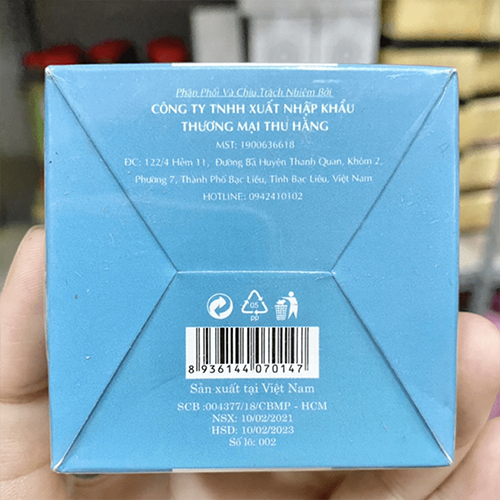 Phân Phối Và Chịu Trách Nhiệm Bởi
CÔNG TY TNHH XUẤT NHẬP KHẨU
THƯƠNG MẠI THU HẰNG
MST: 1900636618
ĐC: 122/4 Hẻm 11, Đường Bà Huyện Thanh Quan, Khóm 2,
Phường 7, Thành Phố Bạc Liêu, Tỉnh Bạc Liêu, Việt Nam
HOTLINE: 0942410102
05
PP
8 936144 070147
Sản xuất tại Việt Nam
SCB :004377/18/CBMP - HCM
NSX: 10/02/2021
HSD: 10/02/2023
Số lô: 002